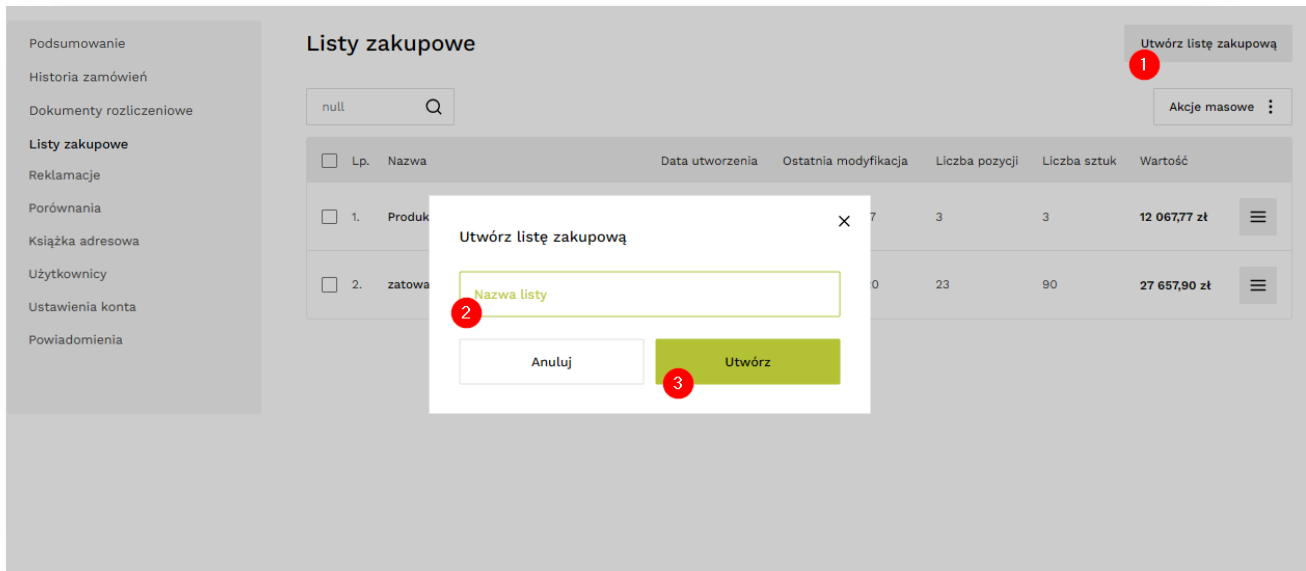 Podsumowanie
Historia zamówień
Dokumenty rozliczeniowe
Listy zakupowe
Reklamacje
Porównania
Książka adresowa
Użytkownicy
Ustawienia konta
Powiadomienia
Listy zakupowe
Utwórz listę zakupową
1
null
Akcje masowe
Lp. Nazwa Data utworzenia Ostatnia modyfikacja Liczba pozycji Liczba sztuk Wartość
1. Produk 7 3 3 12 067,77 zł
2. zatowa 0 23 90 27 657,90 zł
Utwórz listę zakupową
Nazwa listy
2
Anuluj Utwórz
3